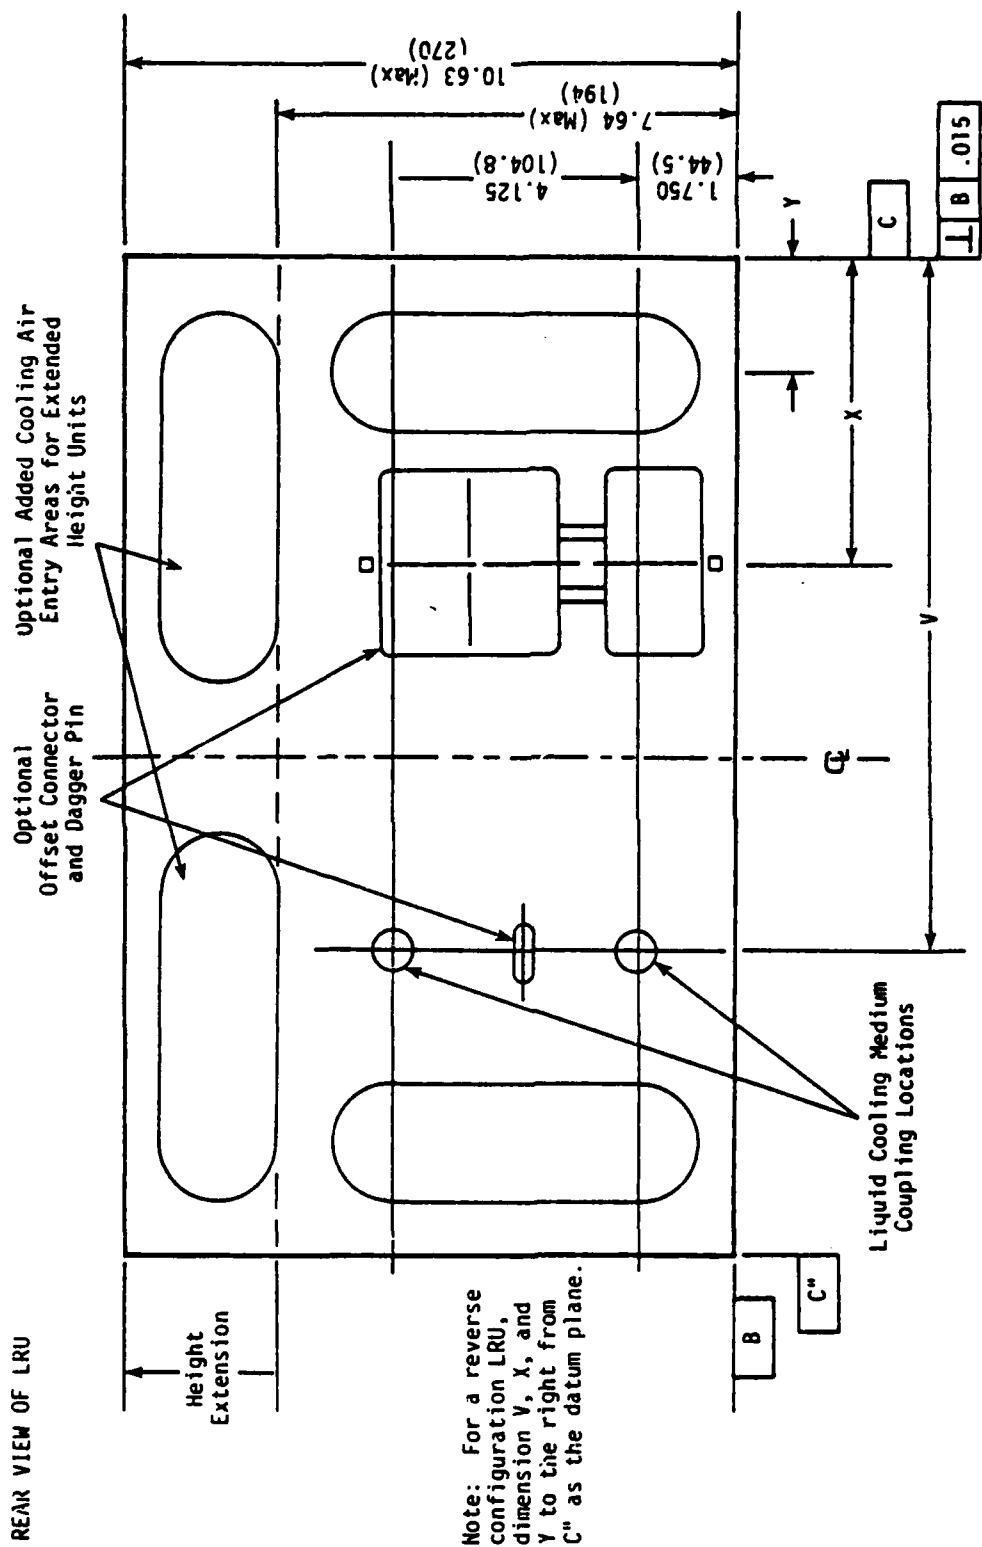 REAR VIEW OF LRU
Optional
Offset Connector
and Dagger Pin
Optional Added Cooling Air
Entry Areas for Extended
Height Units
Height
Extension
10.63 (Max)
(270)
7.64 (Max)
(194)
4.125
(104.8)
1.750
(44.5)
Note: For a reverse
configuration LRU,
dimension V, X, and
Y to the right from
C" as the datum plane.
Y
X
V
C
⊥ B .015
℄
B
C"
Liquid Cooling Medium
Coupling Locations